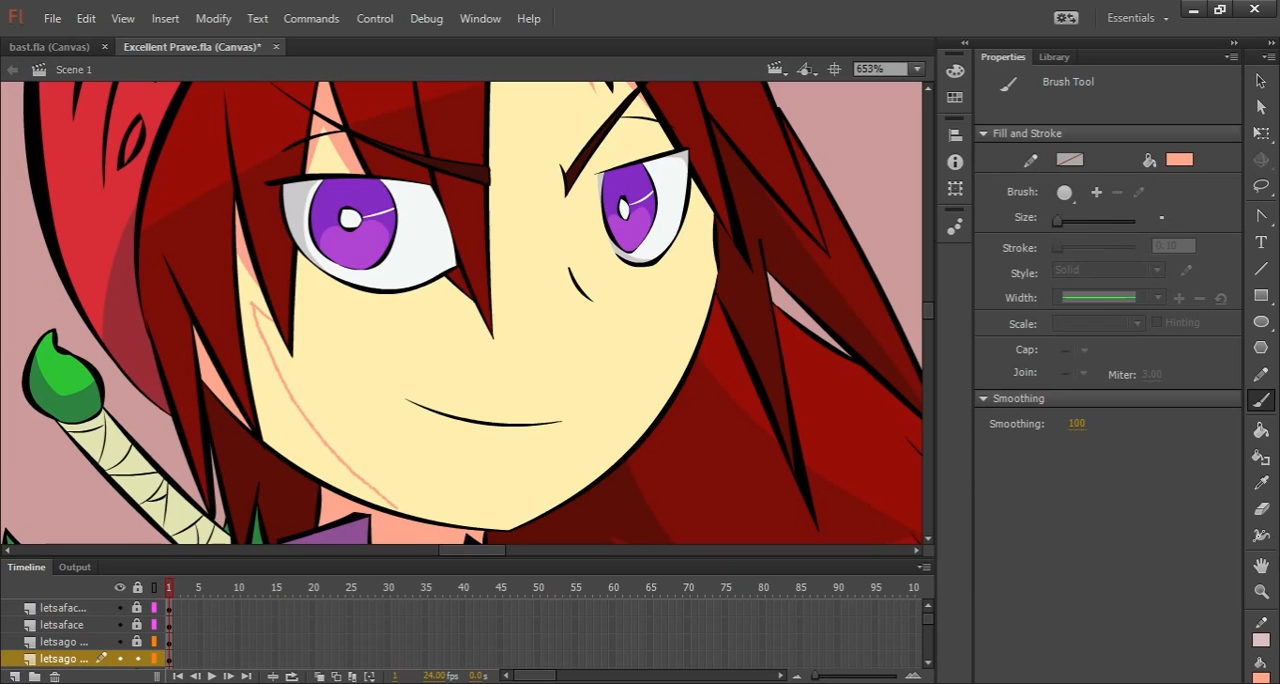 Fl File Edit View Insert Modify Text Commands Control Debug Window Help Essentials
bast.fla (Canvas) × Excellent Prave.fla (Canvas)* ×
Scene 1 653%
Properties Library
Brush Tool
Fill and Stroke
Brush:
Size:
Stroke: 0.10
Style: Solid
Width:
Scale: Hinting
Cap:
Join: Miter: 3.00
Smoothing
Smoothing: 100
Timeline Output
1 5 10 15 20 25 30 35 40 45 50 55 60 65 70 75 80 85 90 95 10
letsafac...
letsaface
letsago ...
letsago ...
1 24.00 fps 0.0 s